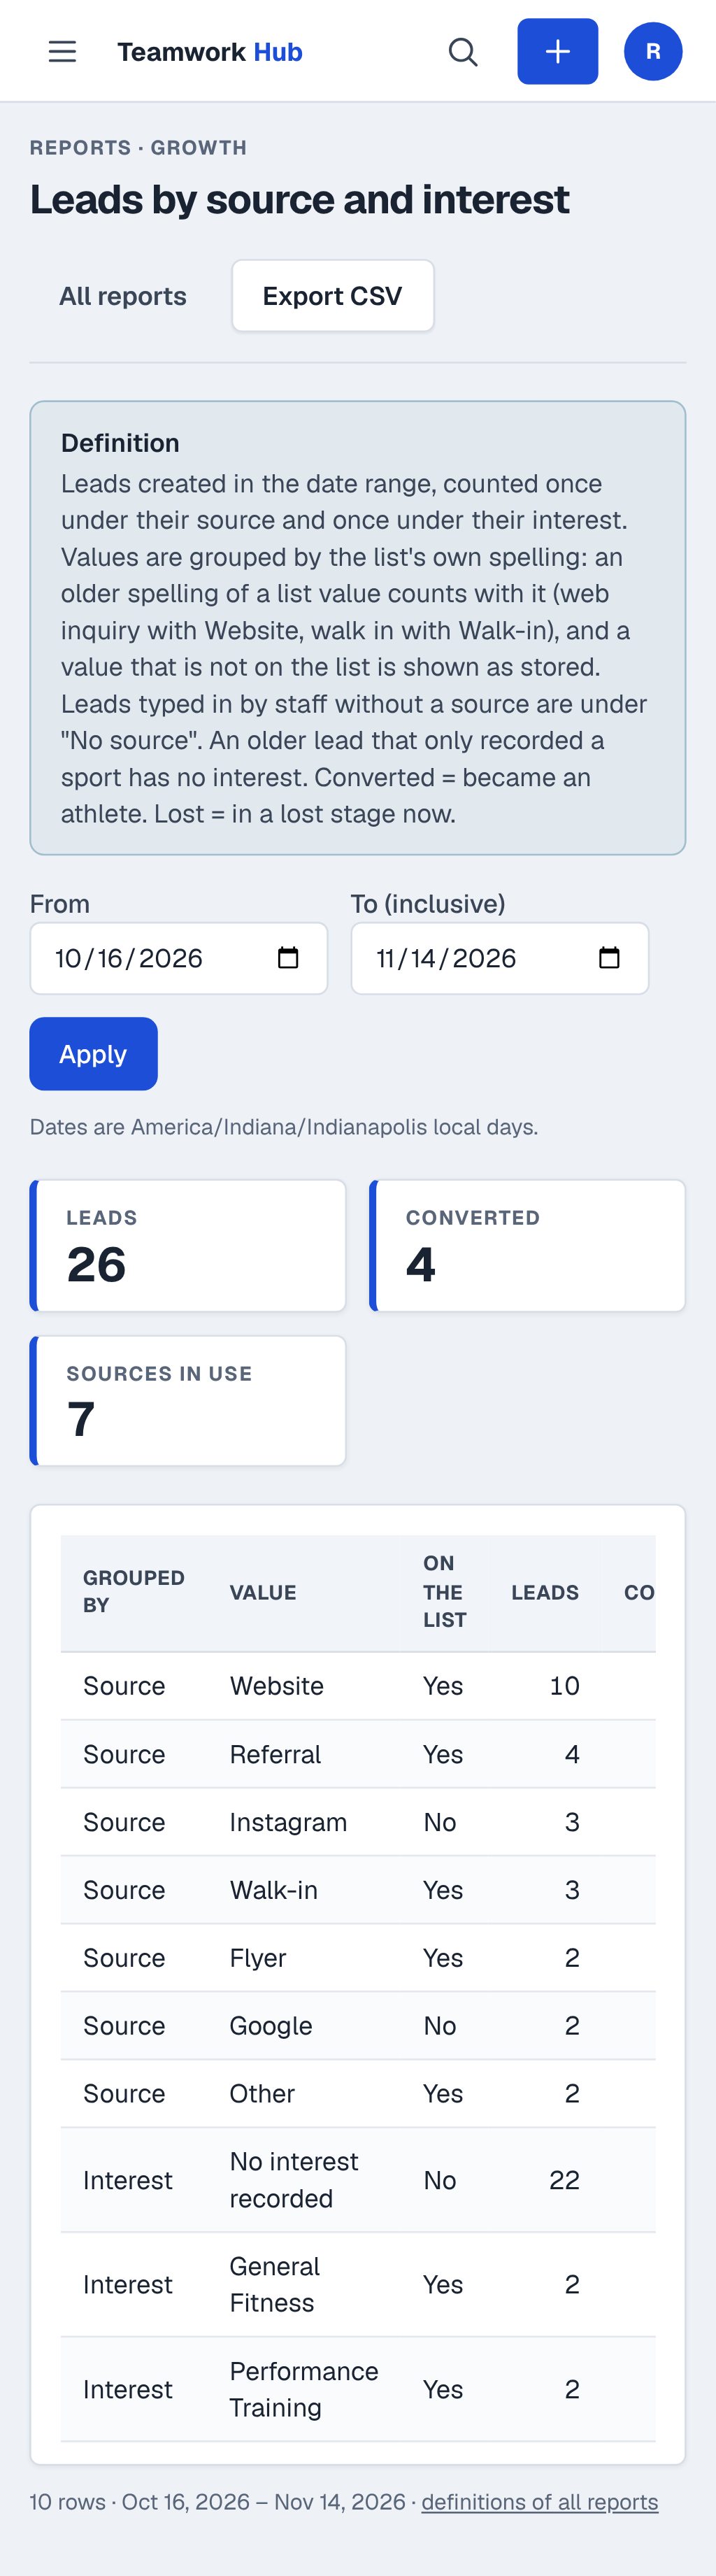 Teamwork Hub
R
REPORTS · GROWTH
Leads by source and interest
All reports
Export CSV
Definition
Leads created in the date range, counted once
under their source and once under their interest.
Values are grouped by the list's own spelling: an
older spelling of a list value counts with it (web
inquiry with Website, walk in with Walk-in), and a
value that is not on the list is shown as stored.
Leads typed in by staff without a source are under
"No source". An older lead that only recorded a
sport has no interest. Converted = became an
athlete. Lost = in a lost stage now.
From
To (inclusive)
10/16/2026
11/14/2026
Apply
Dates are America/Indiana/Indianapolis local days.
LEADS
CONVERTED
26
4
SOURCES IN USE
7
GROUPED BY VALUE ON THE LIST LEADS CO
Source Website Yes 10
Source Referral Yes 4
Source Instagram No 3
Source Walk-in Yes 3
Source Flyer Yes 2
Source Google No 2
Source Other Yes 2
Interest No interest recorded No 22
Interest General Fitness Yes 2
Interest Performance Training Yes 2
10 rows · Oct 16, 2026 – Nov 14, 2026 · definitions of all reports